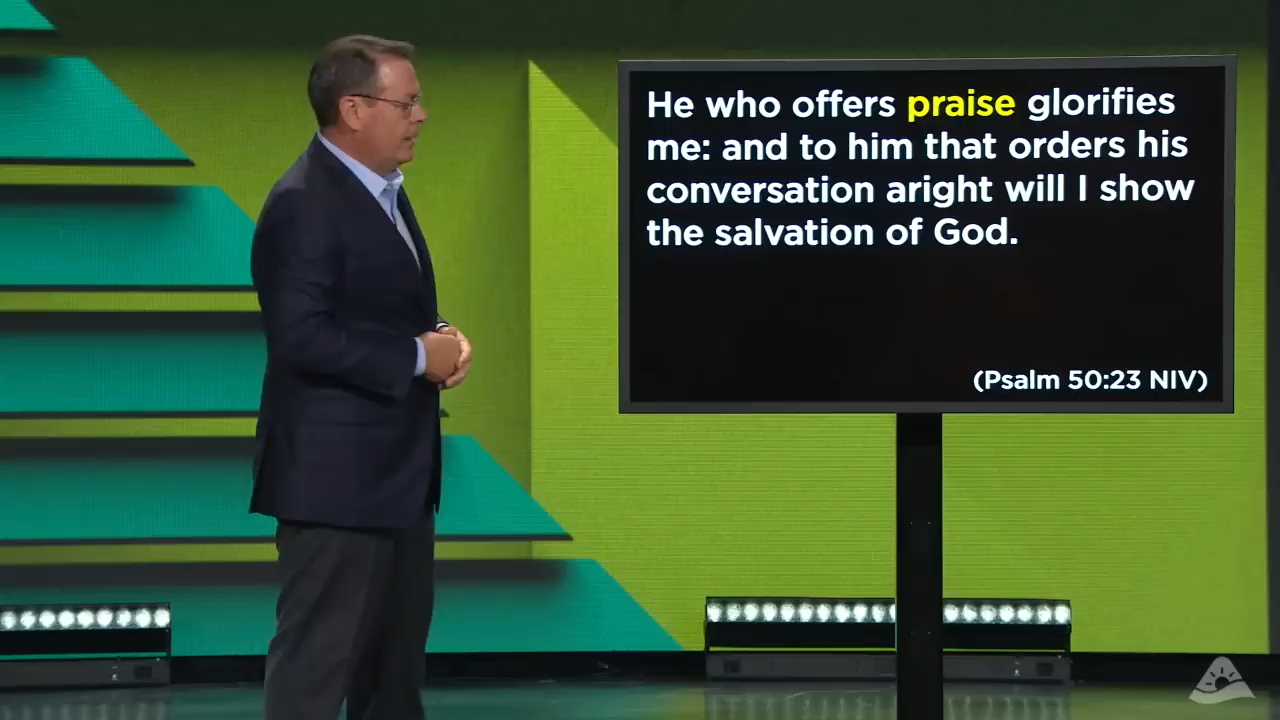 He who offers praise glorifies
me: and to him that orders his
conversation aright will I show
the salvation of God.
(Psalm 50:23 NIV)